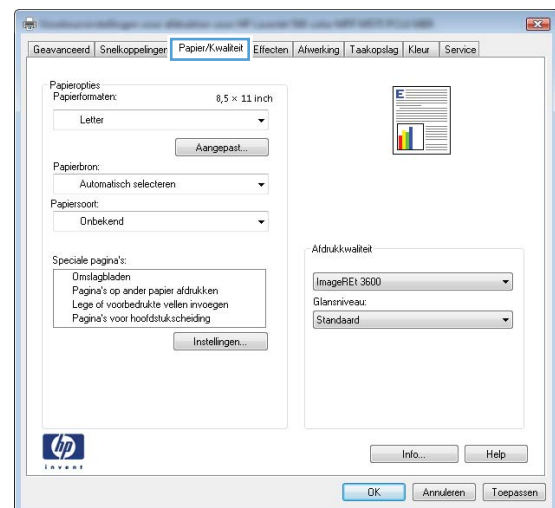 Geavanceerd Snelkoppelingen Papier/Kwaliteit Effecten Afwerking Taakopslag Kleur Service
Papieropties
Papierformaten: 8,5 × 11 inch
Letter
Aangepast...
Papierbron:
Automatisch selecteren
Papiersoort:
Onbekend
Speciale pagina's:
Omslagbladen
Pagina's op ander papier afdrukken
Lege of voorbedrukte vellen invoegen
Pagina's voor hoofdstukscheiding
Instellingen...
E
Afdrukkwaliteit
ImageREt 3600
Glansniveau:
Standaard
hp
invent
Info... Help
OK Annuleren Toepassen